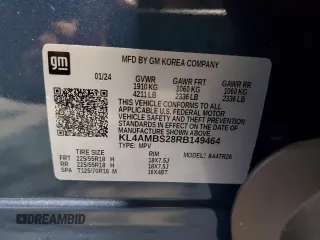 gm
MFD BY GM KOREA COMPANY
01/24 GVWR GAWR FRT GAWR RR
1910 KG 1060 KG 1060 KG
4211 LB 2336 LB 2336 LB
THIS VEHICLE CONFORMS TO ALL APPLICABLE
U.S. FEDERAL MOTOR VEHICLE
SAFETY, BUMPER, AND THEFT PREVENTION
STANDARDS IN EFFECT ON THE DATE OF
MANUFACTURE SHOWN ABOVE.
KL4AMBS28RB149464
TYPE: MPV
TIRE SIZE RIM MODEL:
FRT 225/55R18 H 18X7.5J
RR 225/55R18 H 18X7.5J
SPA T125/70R16 M 16X4BT
DREAMBID